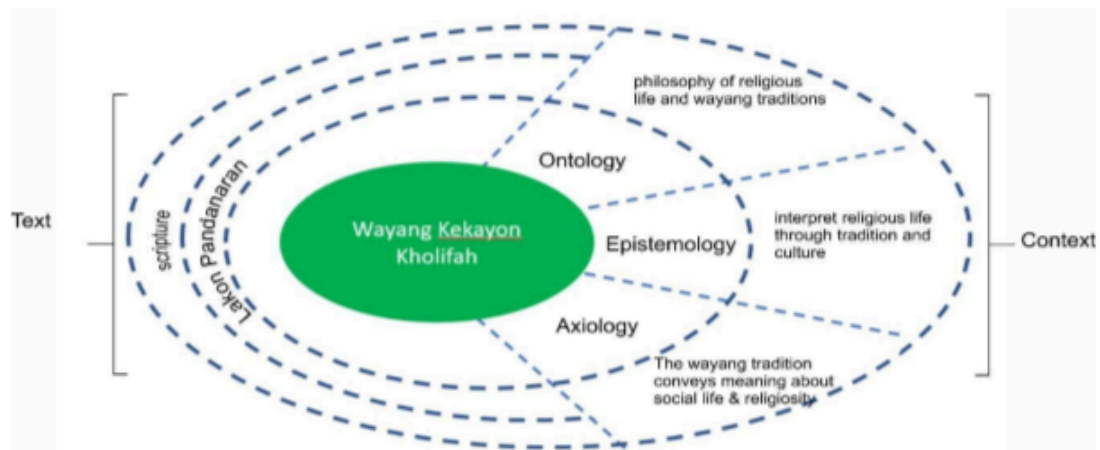 Text
scripture
Lakon Pandanaran
Wayang Kekayon
Kholifah
Ontology
Epistemology
Axiology
philosophy of religious
life and wayang traditions
interpret religious life
through tradition and
culture
The wayang tradition
conveys meaning about
social life & religiosity
Context